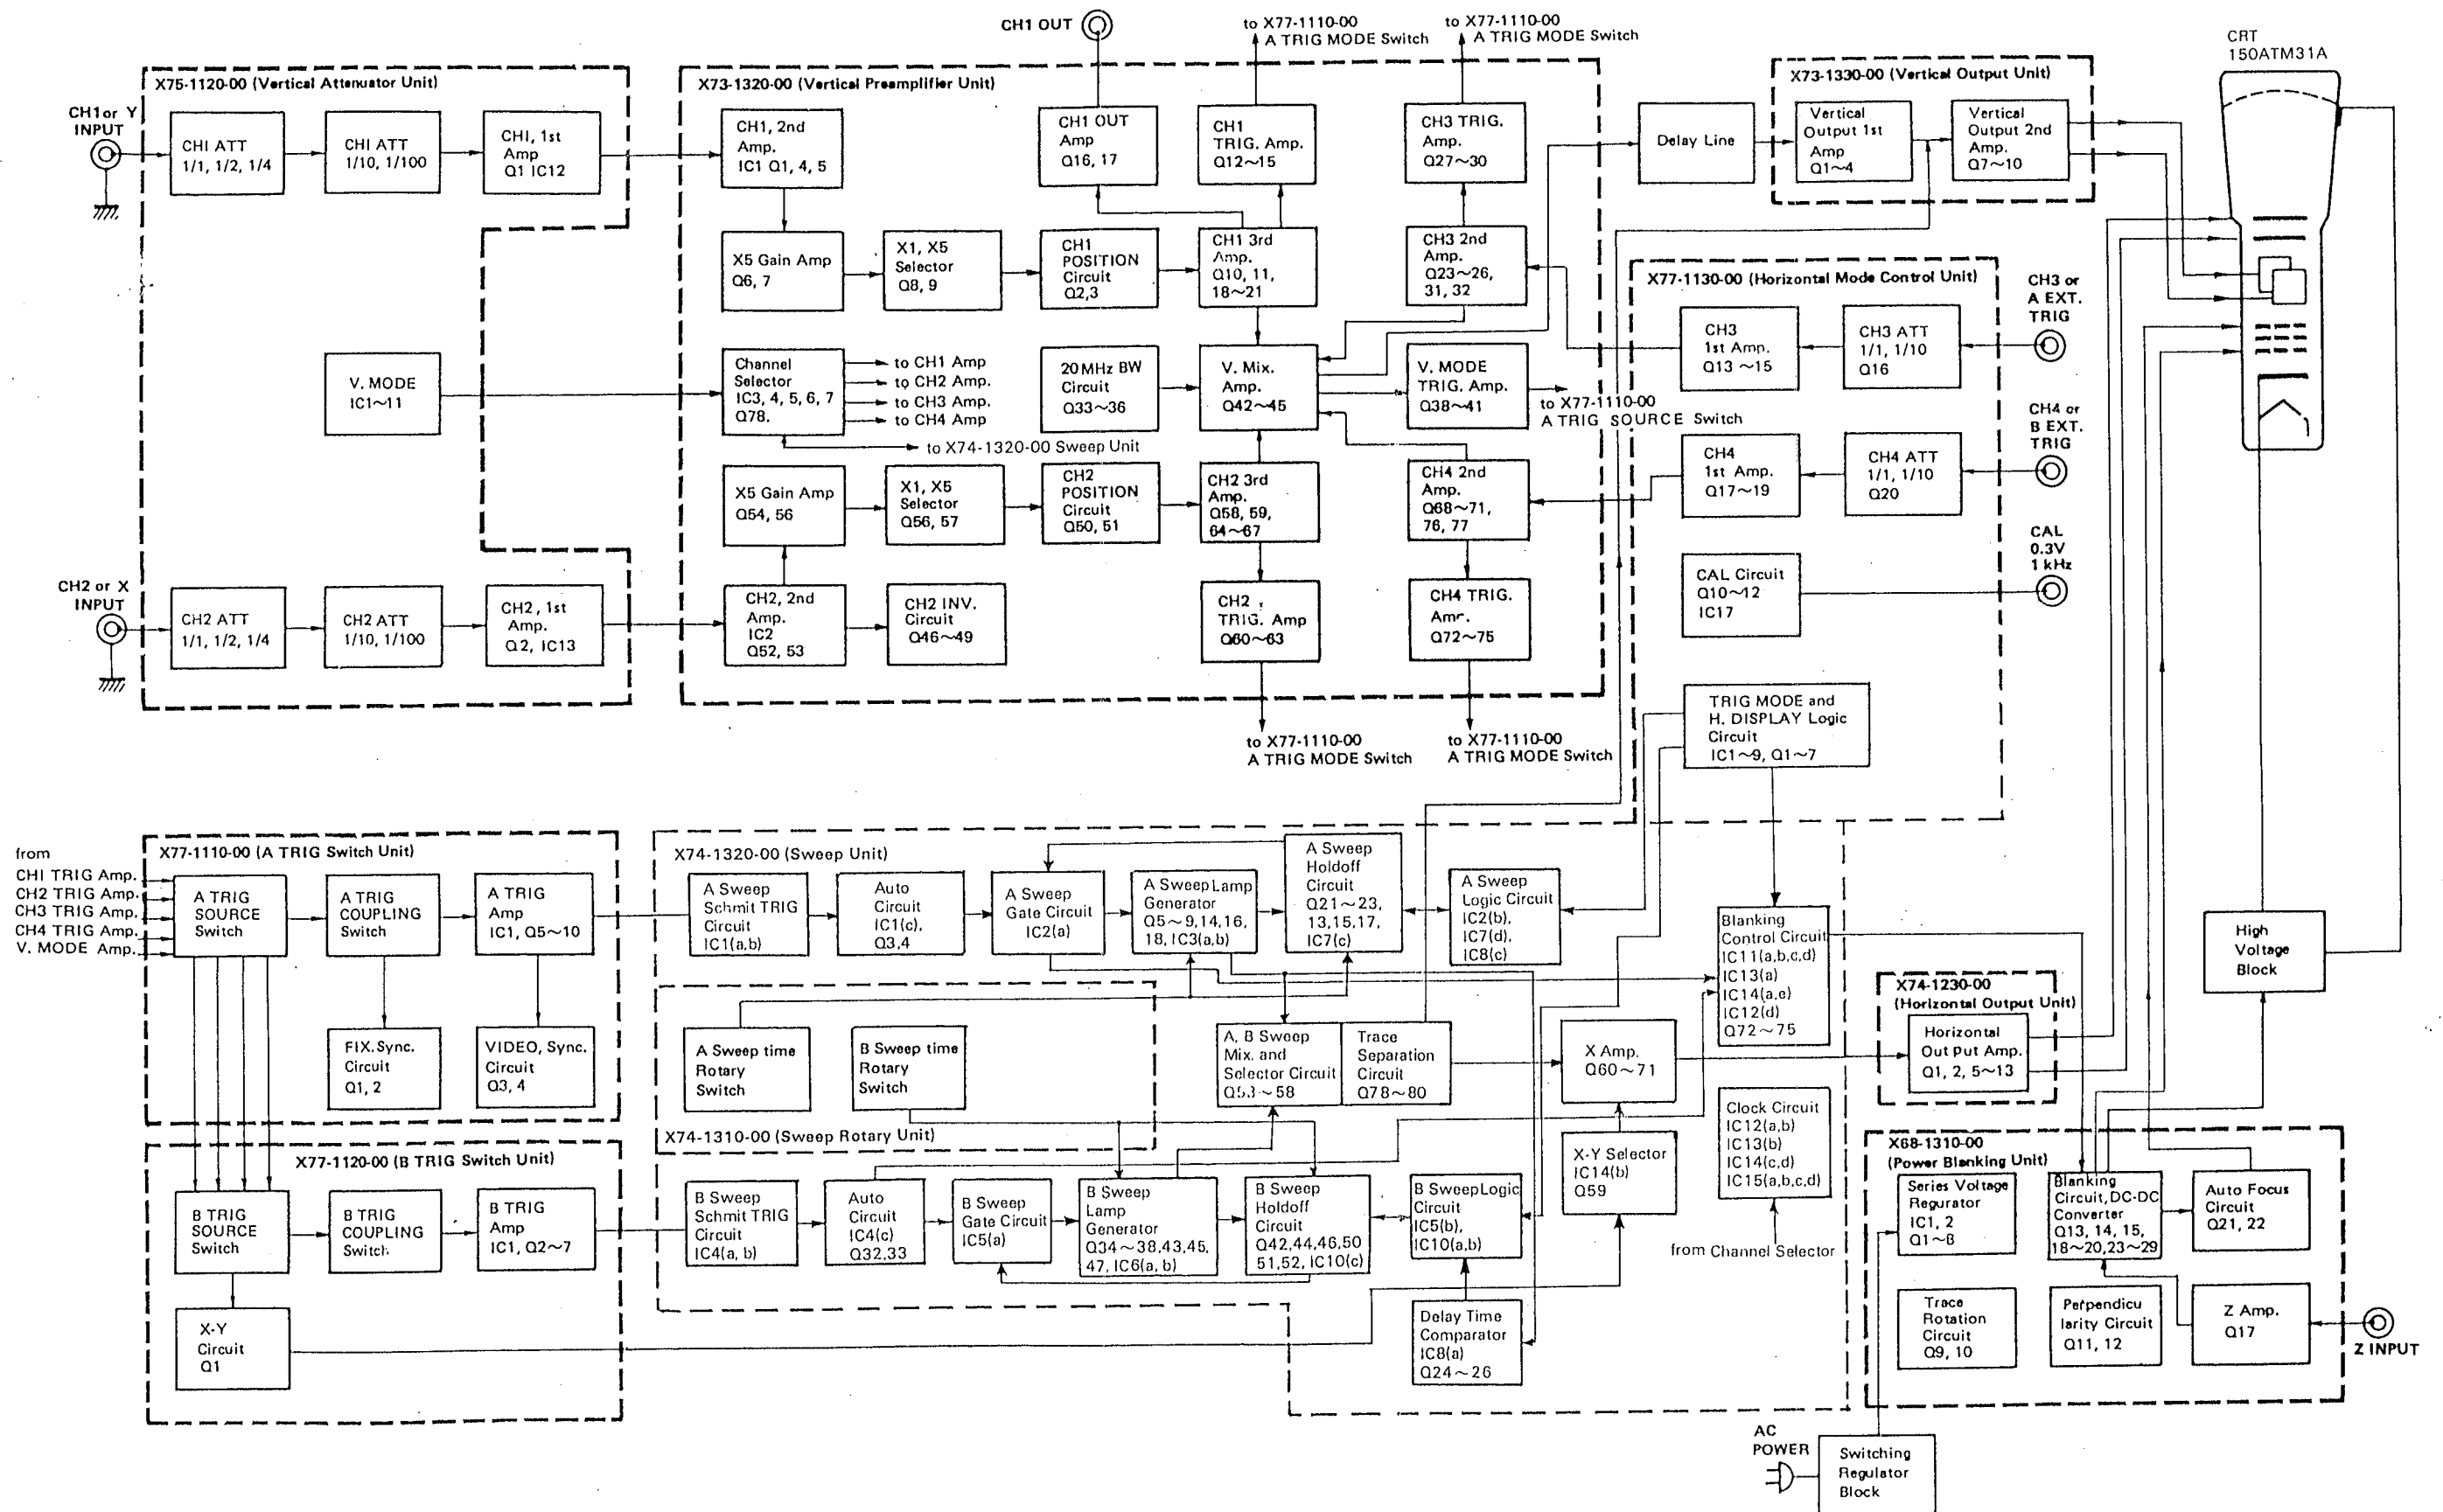 CH1 OUT
to X77-1110-00
A TRIG MODE Switch
to X77-1110-00
A TRIG MODE Switch
CRT
150ATM31A
X75-1120-00 (Vertical Attenuator Unit)
CH1 or Y
INPUT
CHI ATT
1/1, 1/2, 1/4
CHI ATT
1/10, 1/100
CHI, 1st
Amp
Q1 IC12
V. MODE
IC1~11
CH2 or X
INPUT
CH2 ATT
1/1, 1/2, 1/4
CH2 ATT
1/10, 1/100
CH2, 1st
Amp.
Q2, IC13
X73-1320-00 (Vertical Preamplifier Unit)
CH1, 2nd
Amp.
IC1 Q1, 4, 5
CH1 OUT
Amp
Q16, 17
CH1
TRIG. Amp.
Q12~15
CH3 TRIG.
Amp.
Q27~30
X5 Gain Amp
Q6, 7
X1, X5
Selector
Q8, 9
CH1
POSITION
Circuit
Q2,3
CH1 3rd
Amp.
Q10, 11,
18~21
CH3 2nd
Amp.
Q23~26,
31, 32
Channel
Selector
IC3, 4, 5, 6, 7
Q78.
to CH1 Amp
to CH2 Amp.
to CH3 Amp.
to CH4 Amp
to X74-1320-00 Sweep Unit
20 MHz BW
Circuit
Q33~36
V. Mix.
Amp.
Q42~45
V. MODE
TRIG. Amp.
Q38~41
to X77-1110-00
A TRIG SOURCE Switch
X5 Gain Amp
Q54, 56
X1, X5
Selector
Q56, 57
CH2
POSITION
Circuit
Q50, 51
CH2 3rd
Amp.
Q58, 59,
64~67
CH4 2nd
Amp.
Q68~71,
76, 77
CH2, 2nd
Amp.
IC2
Q52, 53
CH2 INV.
Circuit
Q46~49
CH2
TRIG. Amp
Q60~63
CH4 TRIG.
Amp.
Q72~75
to X77-1110-00
A TRIG MODE Switch
to X77-1110-00
A TRIG MODE Switch
Delay Line
X73-1330-00 (Vertical Output Unit)
Vertical
Output 1st
Amp
Q1~4
Vertical
Output 2nd
Amp.
Q7~10
X77-1130-00 (Horizontal Mode Control Unit)
CH3
1st Amp.
Q13 ~15
CH3 ATT
1/1, 1/10
Q16
CH3 or
A EXT.
TRIG
CH4
1st Amp.
Q17~19
CH4 ATT
1/1, 1/10
Q20
CH4 or
B EXT.
TRIG
CAL Circuit
Q10~12
IC17
CAL
0.3V
1 kHz
TRIG MODE and
H. DISPLAY Logic
Circuit
IC1~9, Q1~7
from
CHI TRIG Amp.
CH2 TRIG Amp.
CH3 TRIG Amp.
CH4 TRIG Amp.
V. MODE Amp.
X77-1110-00 (A TRIG Switch Unit)
A TRIG
SOURCE
Switch
A TRIG
COUPLING
Switch
A TRIG
Amp
IC1, Q5~10
FIX.Sync.
Circuit
Q1, 2
VIDEO, Sync.
Circuit
Q3, 4
X77-1120-00 (B TRIG Switch Unit)
B TRIG
SOURCE
Switch
B TRIG
COUPLING
Switch
B TRIG
Amp
IC1, Q2~7
X-Y
Circuit
Q1
X74-1320-00 (Sweep Unit)
A Sweep
Schmit TRIG
Circuit
IC1(a,b)
Auto
Circuit
IC1(c),
Q3,4
A Sweep
Gate Circuit
IC2(a)
A Sweep Lamp
Generator
Q5~9,14,16,
18, IC3(a,b)
A Sweep
Holdoff
Circuit
Q21~23,
13,15,17,
IC7(c)
A Sweep
Logic Circuit
IC2(b),
IC7(d),
IC8(c)
Blanking
Control Circuit
IC11(a,b,c,d)
IC13(a)
IC14(a,e)
IC12(d)
Q72~75
A Sweep time
Rotary
Switch
B Sweep time
Rotary
Switch
X74-1310-00 (Sweep Rotary Unit)
A, B Sweep
Mix. and
Selector Circuit
Q53~58
Trace
Separation
Circuit
Q78~80
X Amp.
Q60~71
Clock Circuit
IC12(a,b)
IC13(b)
IC14(c,d)
IC15(a,b,c,d)
from Channel Selector
X-Y Selector
IC14(b)
Q59
B Sweep
Schmit TRIG
Circuit
IC4(a, b)
Auto
Circuit
IC4(c)
Q32,33
B Sweep
Gate Circuit
IC5(a)
B Sweep
Lamp
Generator
Q34~38,43,45,
47, IC6(a, b)
B Sweep
Holdoff
Circuit
Q42,44,46,50
51,52, IC10(c)
B Sweep Logic
Circuit
IC5(b),
IC10(a,b)
Delay Time
Comparator
IC8(a)
Q24~26
X74-1230-00
(Horizontal Output Unit)
Horizontal
Output Amp.
Q1, 2, 5~13
High
Voltage
Block
X68-1310-00
(Power Blanking Unit)
Series Voltage
Regurator
IC1, 2
Q1~8
Blanking
Circuit, DC-DC
Converter
Q13, 14, 15,
18~20,23~29
Auto Focus
Circuit
Q21, 22
Trace
Rotation
Circuit
Q9, 10
Perpendicu
larity Circuit
Q11, 12
Z Amp.
Q17
Z INPUT
AC
POWER
Switching
Regulator
Block